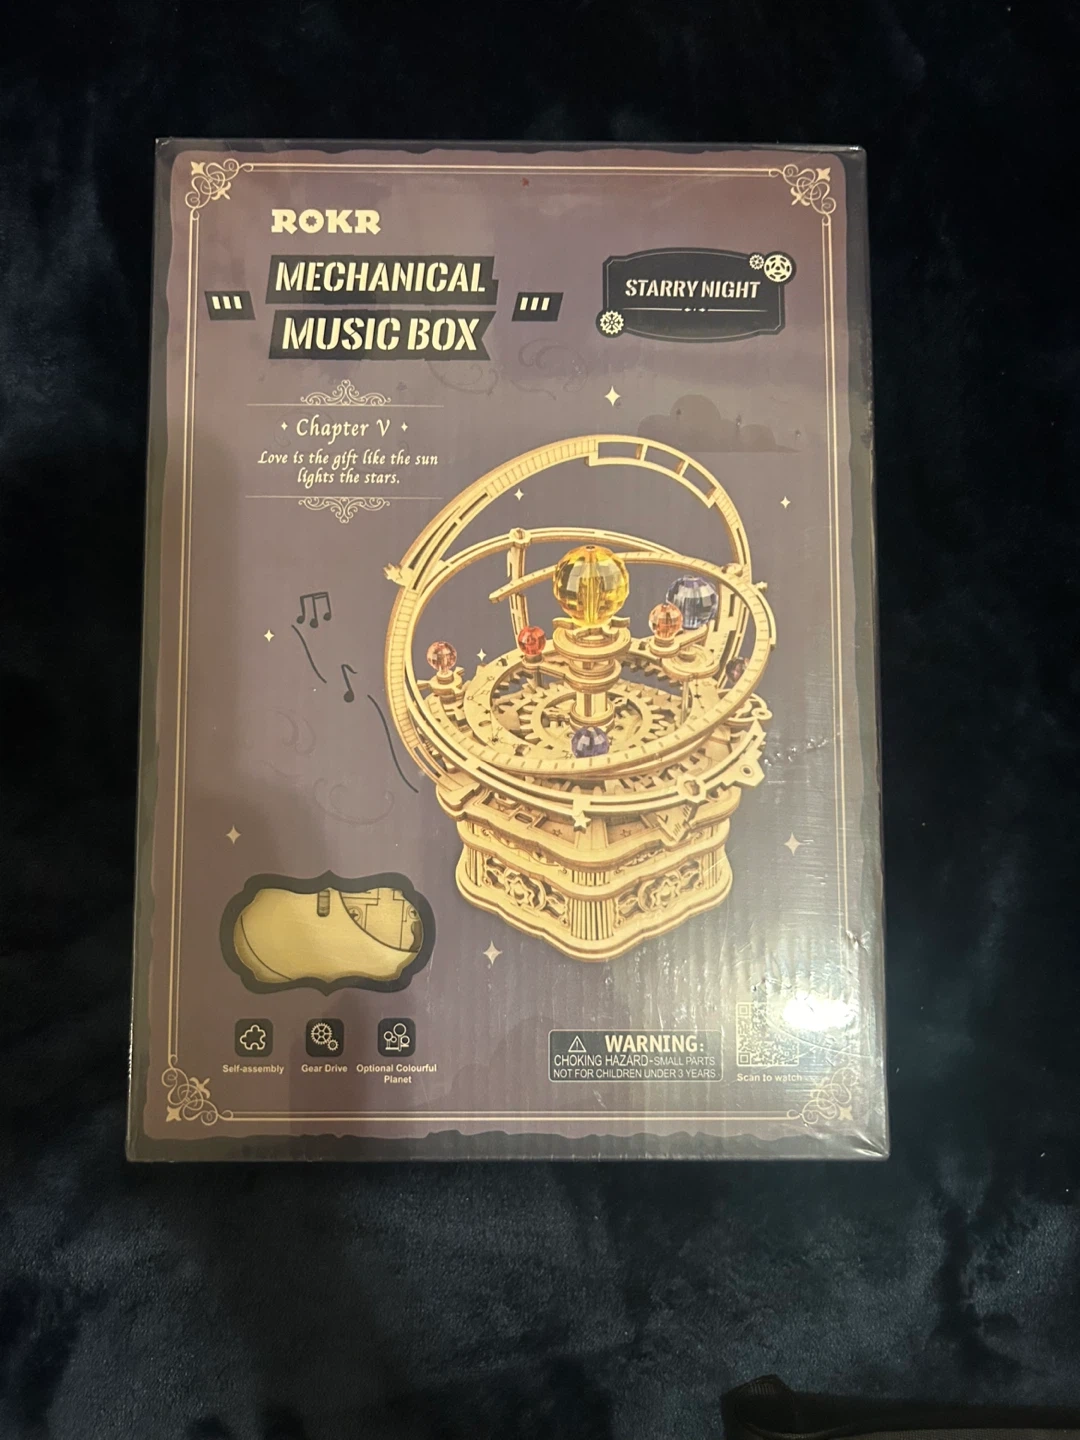 ROKR
MECHANICAL
MUSIC BOX
STARRY NIGHT
Chapter V
Love is the gift like the sun
lights the stars.
Self-assembly
Gear Drive
Optional Colourful
Planet
WARNING:
CHOKING HAZARD-SMALL PARTS
NOT FOR CHILDREN UNDER 3 YEARS
Scan to watch